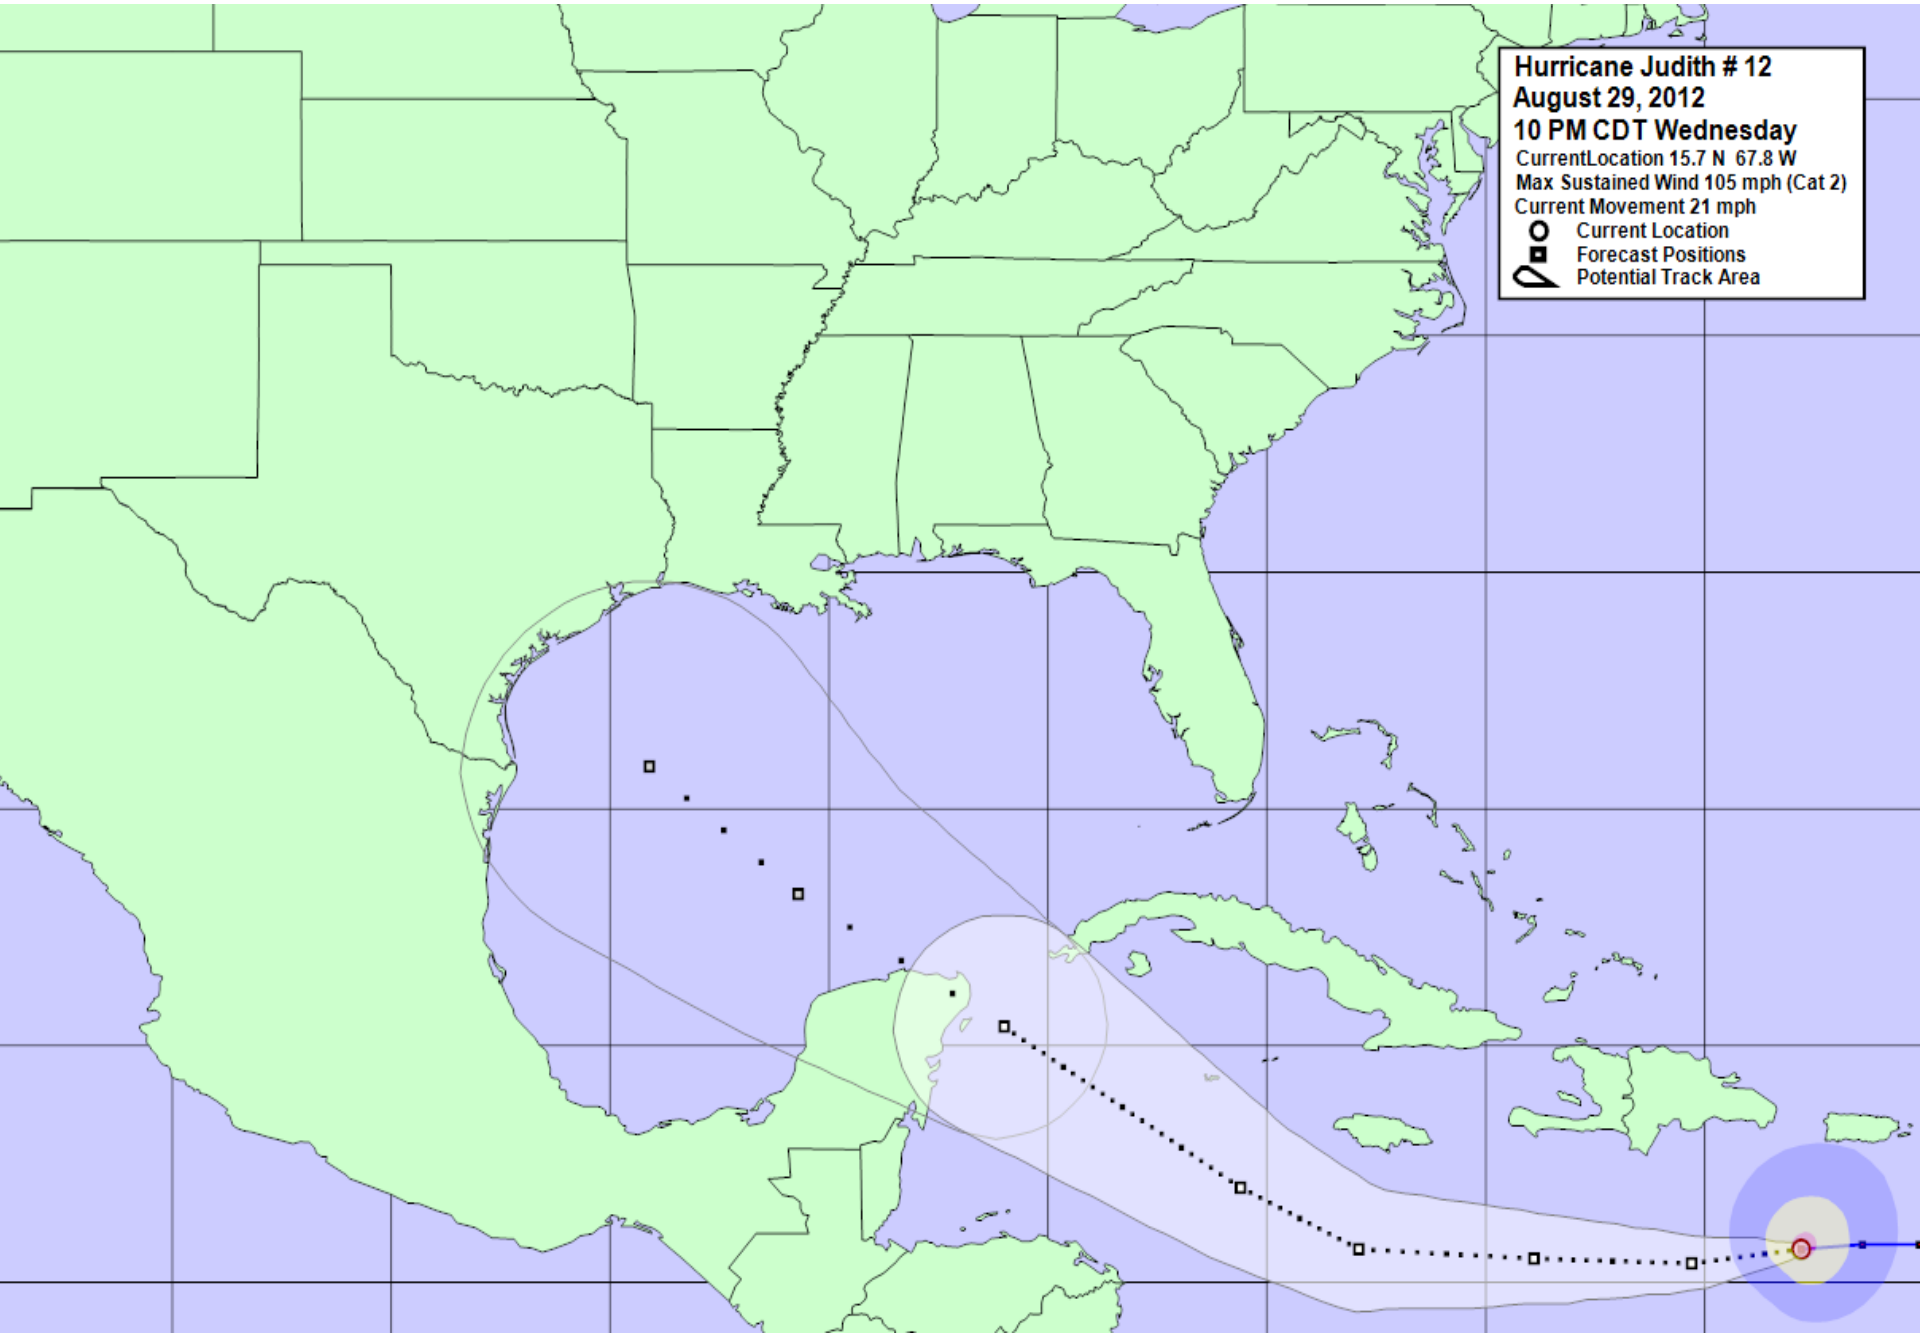 Hurricane Judith # 12
August 29, 2012
10 PM CDT Wednesday
CurrentLocation 15.7 N 67.8 W
Max Sustained Wind 105 mph (Cat 2)
Current Movement 21 mph
Current Location
Forecast Positions
Potential Track Area